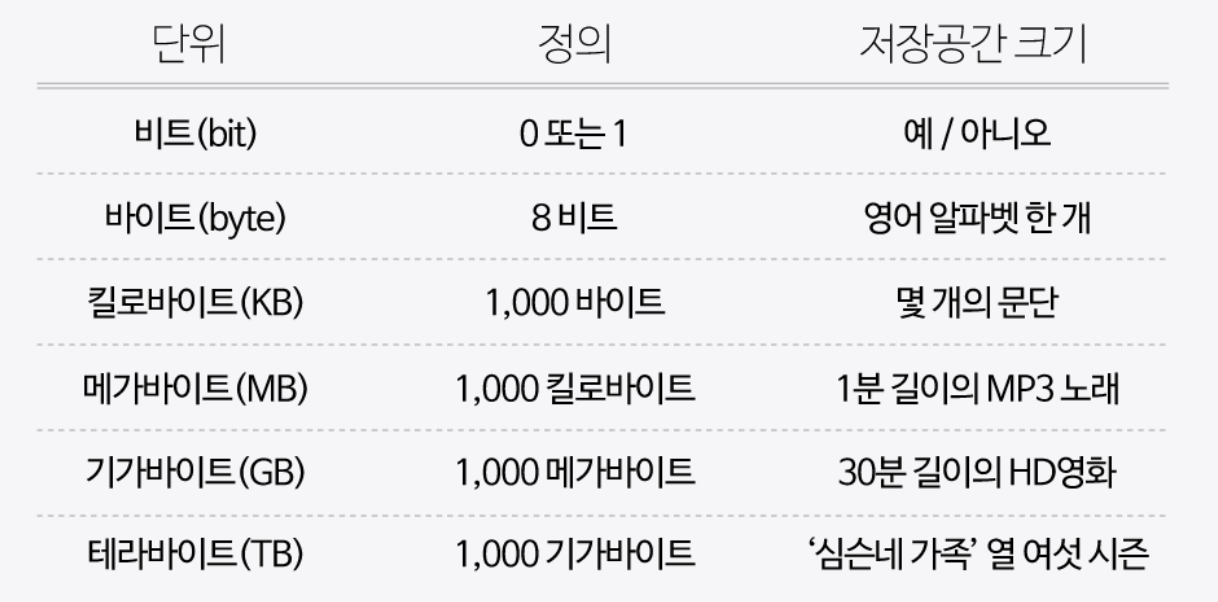 단위 정의 저장공간 크기
비트(bit) 0 또는 1 예 / 아니오
바이트(byte) 8 비트 영어 알파벳 한 개
킬로바이트(KB) 1,000 바이트 몇 개의 문단
메가바이트(MB) 1,000 킬로바이트 1분 길이의 MP3 노래
기가바이트(GB) 1,000 메가바이트 30분 길이의 HD영화
테라바이트(TB) 1,000 기가바이트 ‘심슨네 가족’ 열 여섯 시즌